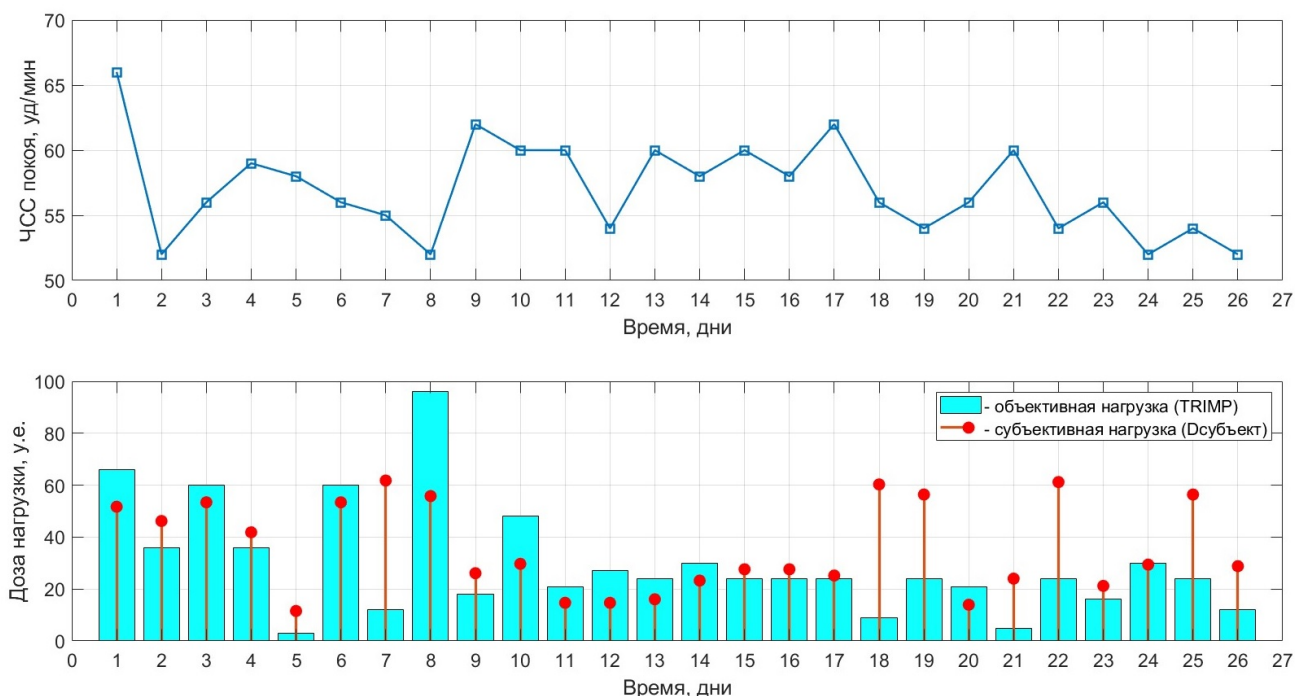 70
65
60
55
50
ЧСС покоя, уд/мин
0 1 2 3 4 5 6 7 8 9 10 11 12 13 14 15 16 17 18 19 20 21 22 23 24 25 26 27
Время, дни
100
80
60
40
20
0
Доза нагрузки, у.е.
- объективная нагрузка (TRIMP)
- субъективная нагрузка (Dсубъект)
0 1 2 3 4 5 6 7 8 9 10 11 12 13 14 15 16 17 18 19 20 21 22 23 24 25 26 27
Время, дни